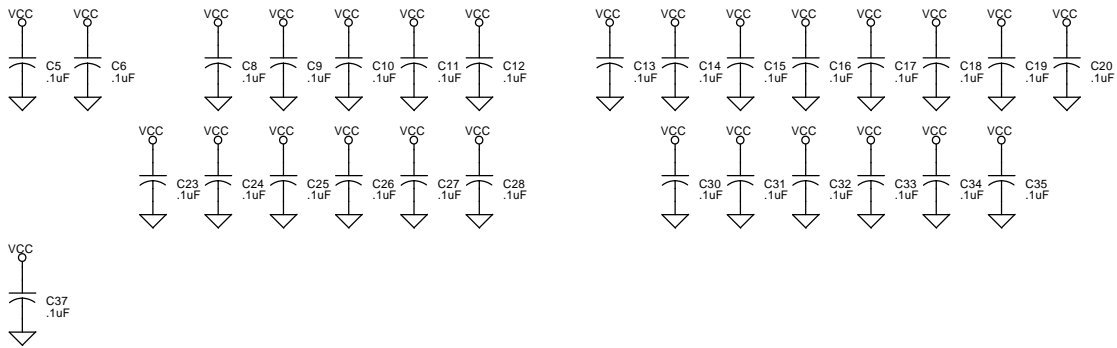 VCC VCC VCC VCC VCC VCC VCC VCC VCC VCC VCC VCC VCC VCC VCC
C5 C6 C8 C9 C10 C11 C12 C13 C14 C15 C16 C17 C18 C19 C20
.1uF .1uF .1uF .1uF .1uF .1uF .1uF .1uF .1uF .1uF .1uF .1uF .1uF .1uF .1uF
VCC VCC VCC VCC VCC VCC VCC VCC VCC VCC VCC VCC
C23 C24 C25 C26 C27 C28 C30 C31 C32 C33 C34 C35
.1uF .1uF .1uF .1uF .1uF .1uF .1uF .1uF .1uF .1uF .1uF .1uF
VCC
C37
.1uF